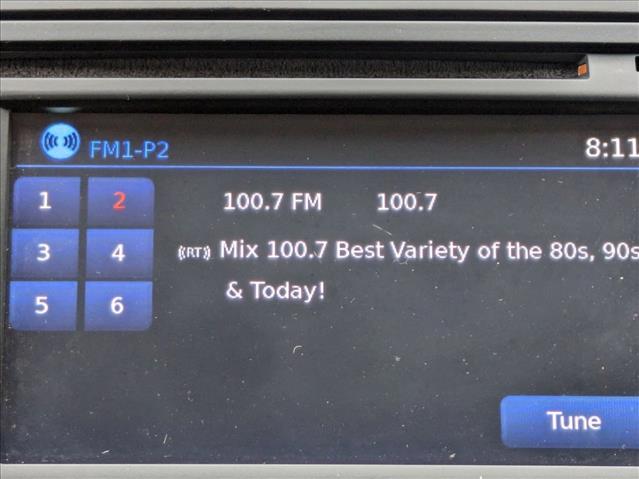 FM1-P2
8:11
1 2
100.7 FM 100.7
3 4
((RT)) Mix 100.7 Best Variety of the 80s, 90s
& Today!
5 6
Tune